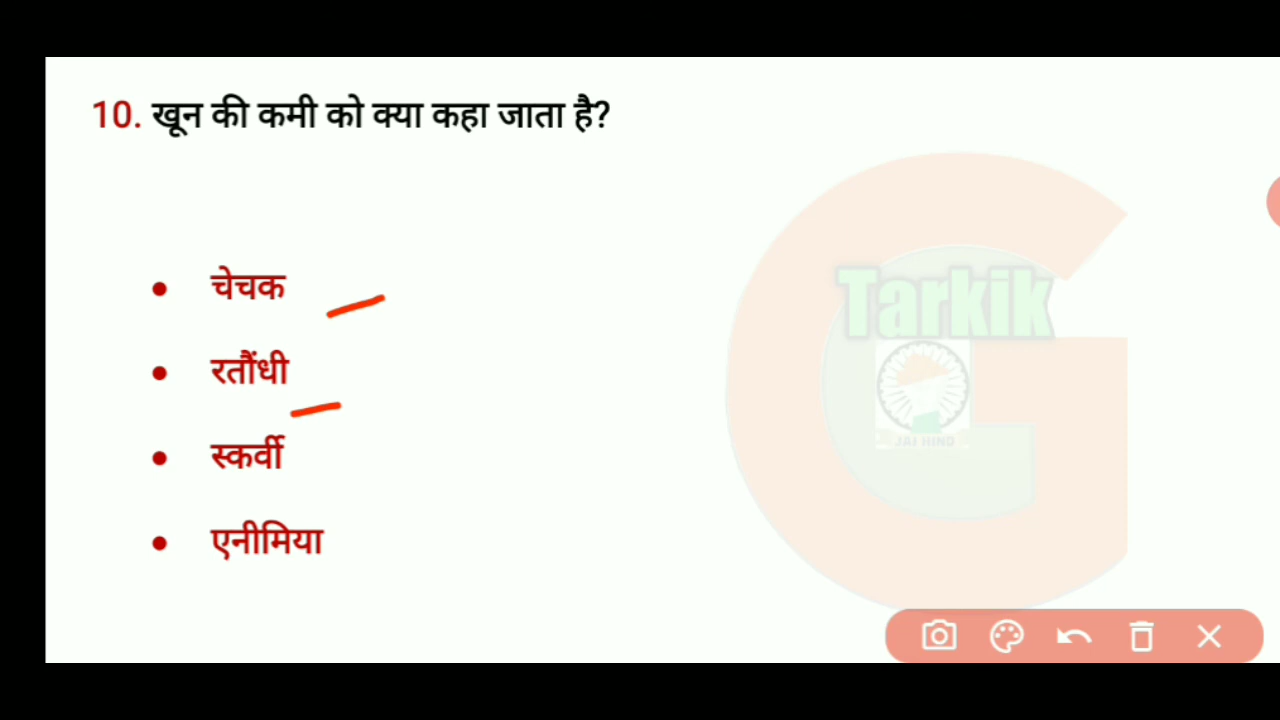 10. खून की कमी को क्या कहा जाता है?
• चेचक
• रतौंधी
• स्कर्वी
• एनीमिया
Tarkik
JAI HIND